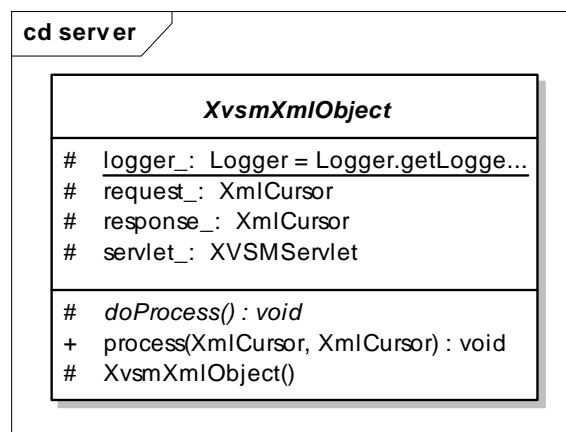 cd server
XvsmXmlObject
# logger_: Logger = Logger.getLogge...
# request_: XmlCursor
# response_: XmlCursor
# servlet_: XVSMServlet
# doProcess() : void
+ process(XmlCursor, XmlCursor) : void
# XvsmXmlObject()